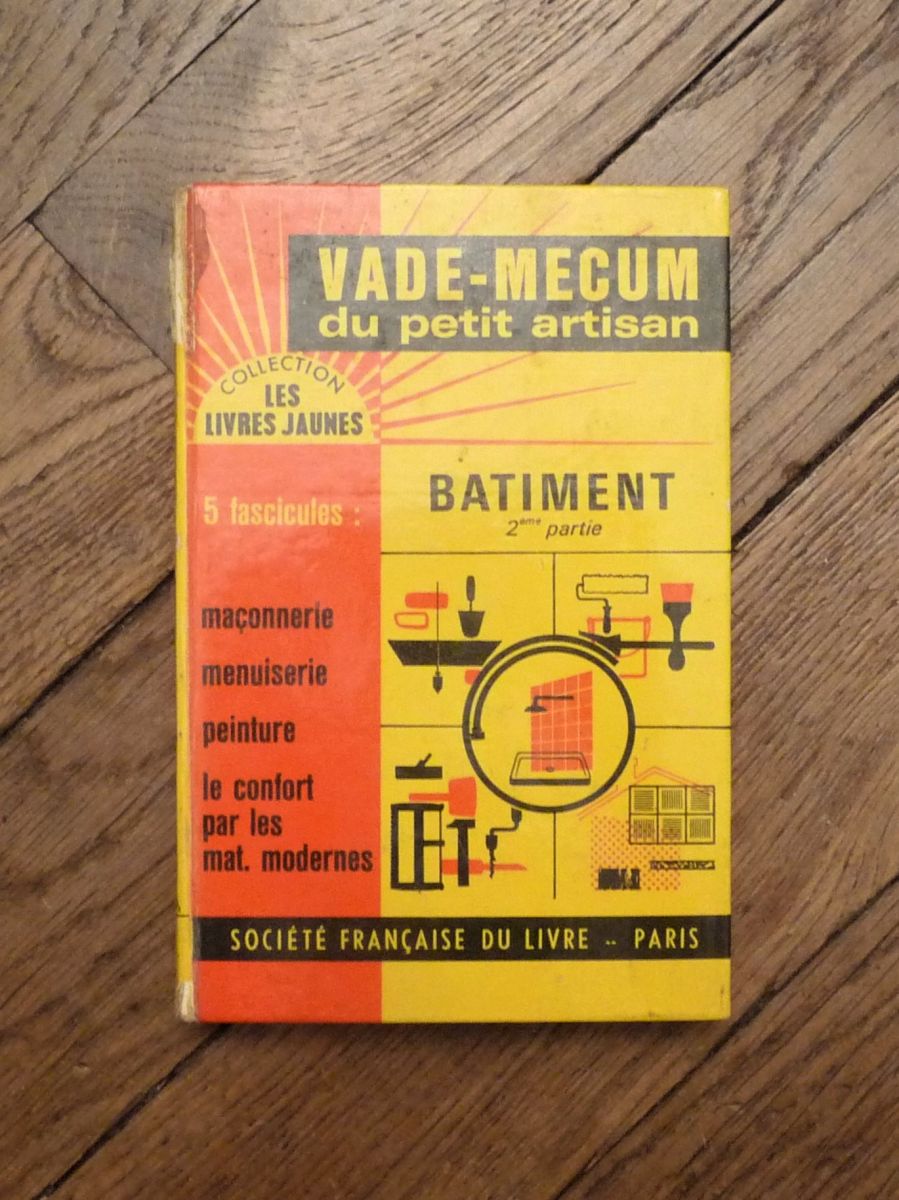 VADE-MECUM
du petit artisan
COLLECTION
LES
LIVRES JAUNES
5 fascicules :
BATIMENT
2eme partie
maçonnerie
menuiserie
peinture
le confort
par les
mat. modernes
SOCIÉTÉ FRANÇAISE DU LIVRE -- PARIS